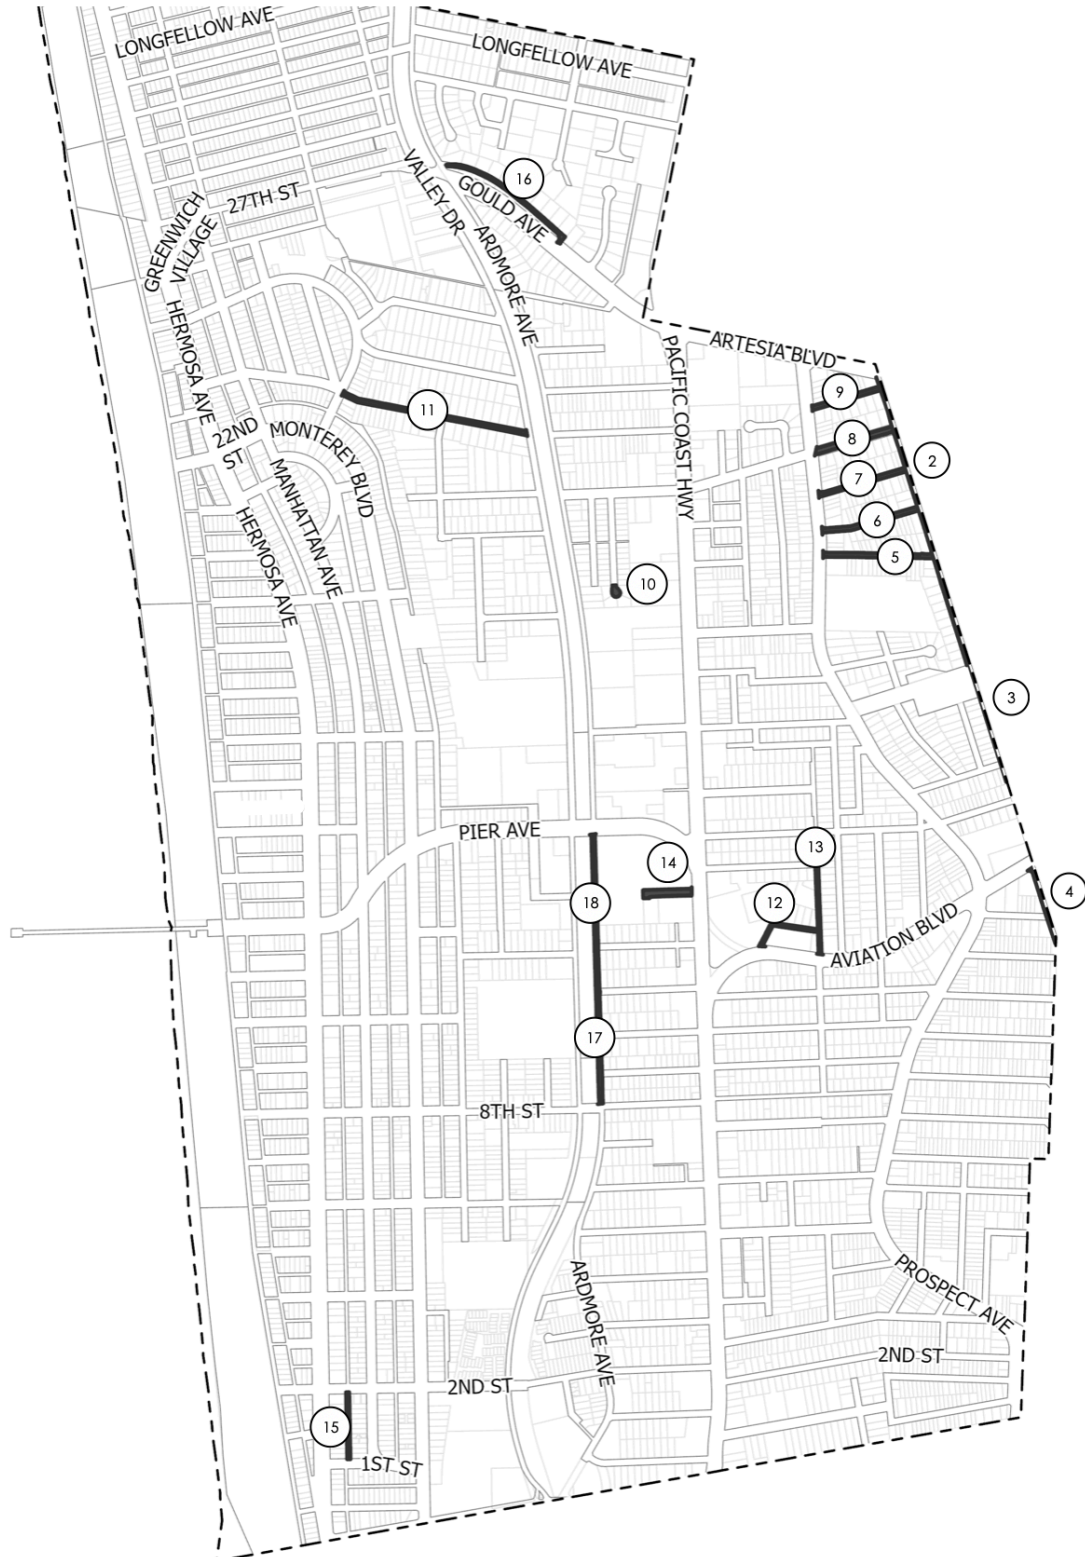 LONGFELLOW AVE
LONGFELLOW AVE
16
VALLEY DR
GOULD AVE
27TH ST
GREENWICH
VILLAGE
ARDMORE AVE
HERMOSA AVE
PACIFIC COAST HWY
ARTESIA BLVD
9
11
22ND
ST
MONTEREY BLVD
8
2
7
MANHATTAN AVE
HERMOSA AVE
6
5
10
3
PIER AVE
13
14
12
4
18
AVIATION BLVD
17
8TH ST
ARDMORE AVE
PROSPECT AVE
2ND ST
2ND ST
15
1ST ST